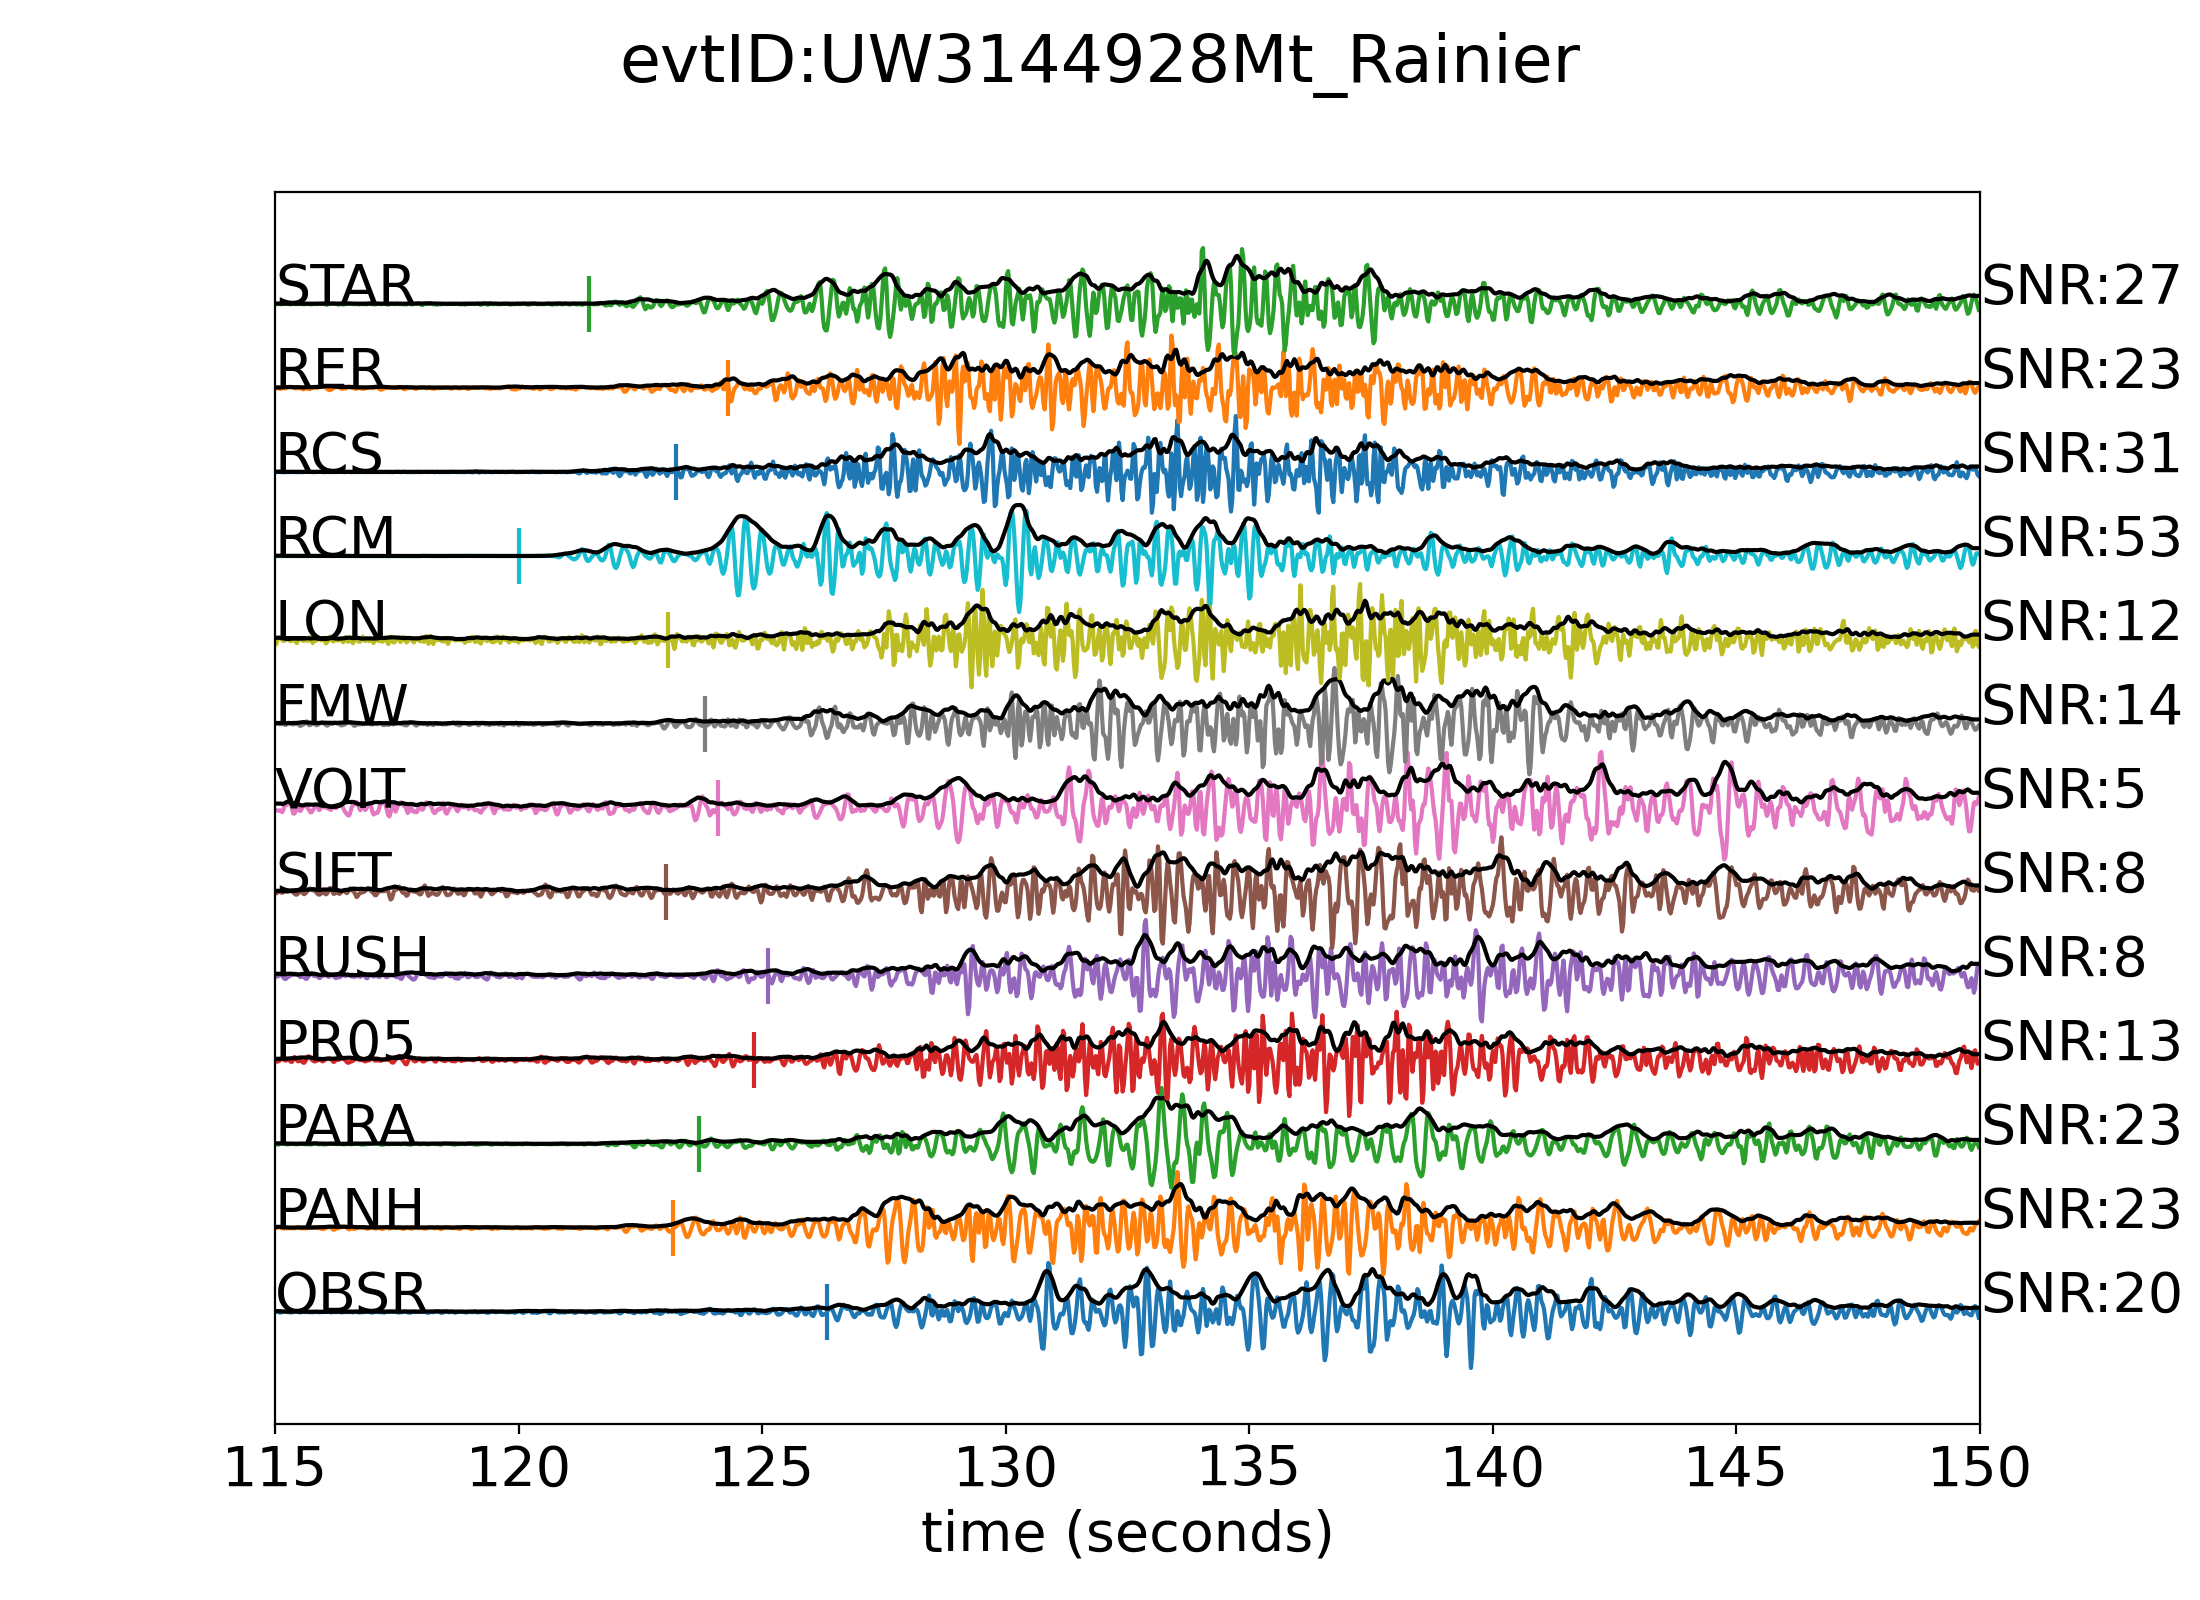 evtID:UW3144928Mt_Rainier
STAR SNR:27
RER SNR:23
RCS SNR:31
RCM SNR:53
LON SNR:12
FMW SNR:14
VOIT SNR:5
SIFT SNR:8
RUSH SNR:8
PR05 SNR:13
PARA SNR:23
PANH SNR:23
OBSR SNR:20
115 120 125 130 135 140 145 150
time (seconds)